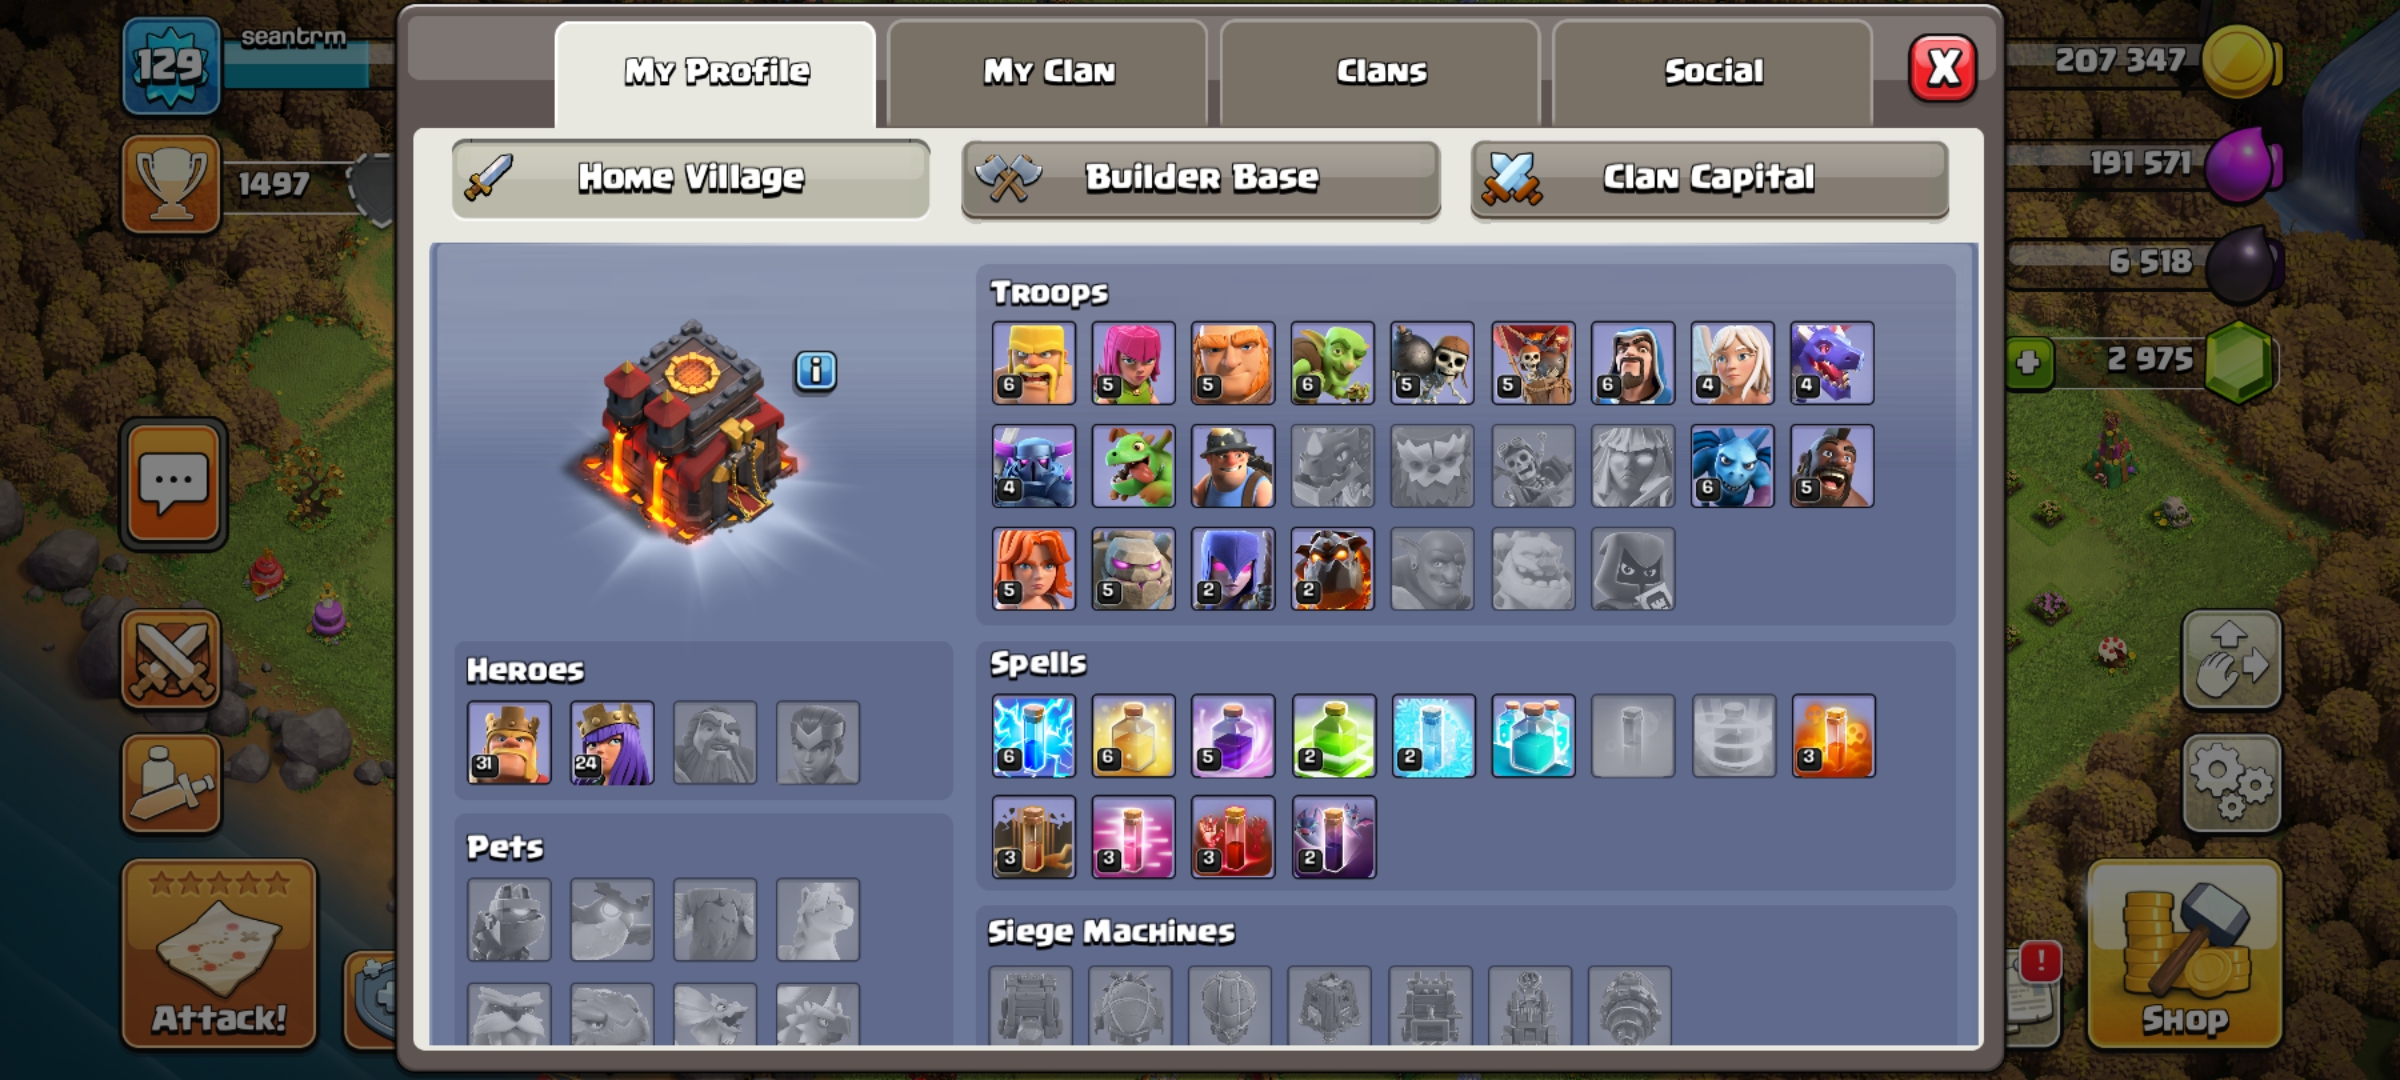 129
seantrm
My Profile
My Clan
Clans
Social
X
207 347
1497
Home Village
Builder Base
Clan Capital
191 571
6 518
2 975
i
Troops
6 5 5 6 5 5 6 4 4
4 6 5
5 5 2 2
Heroes
31 24
Pets
Spells
6 6 5 2 2 3
3 3 3 2
Siege Machines
Attack!
!
Shop